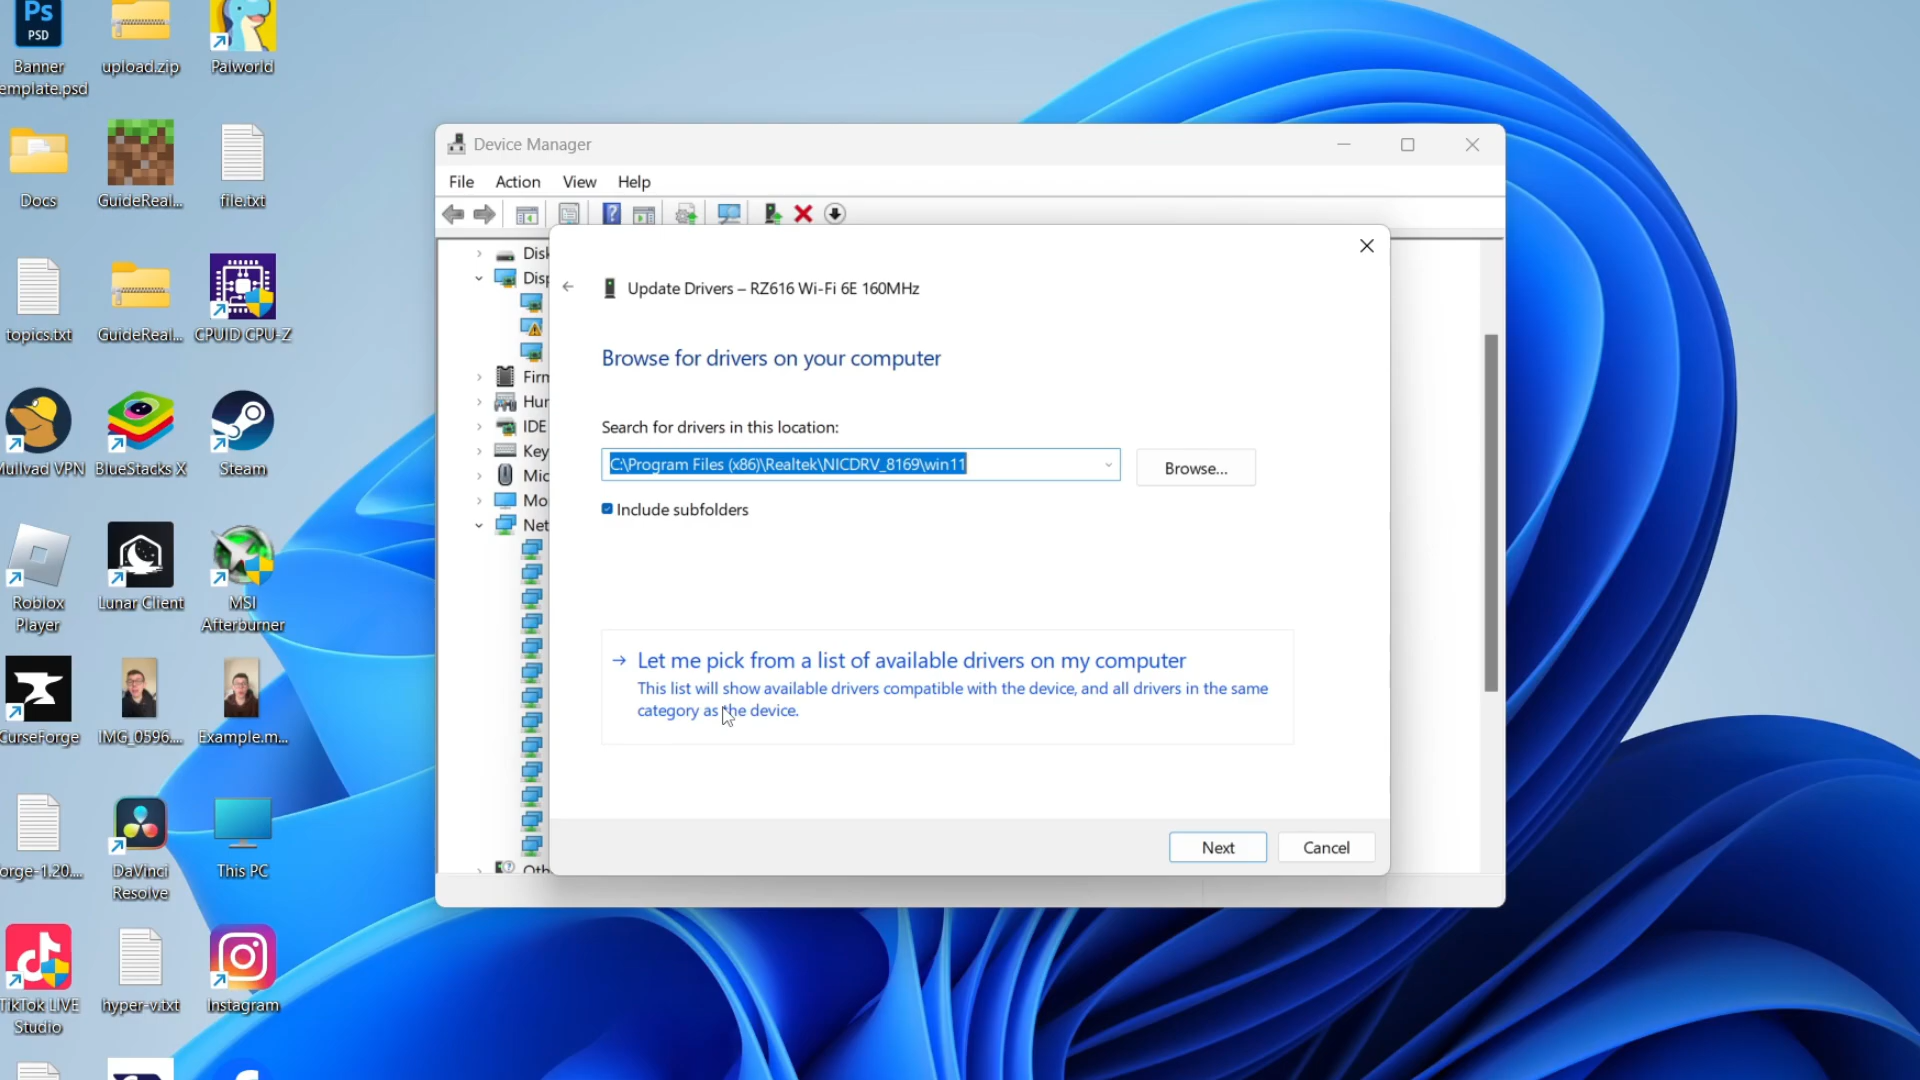 Ps
PSD
Banner
emplate.psd
upload.zip
Palworld
Docs
GuideReal...
file.txt
topics.txt
GuideReal...
CPUID CPU-Z
Mullvad VPN
BlueStacks X
Steam
Roblox
Player
Lunar Client
MSI
Afterburner
CurseForge
IMG_0596....
Example.m...
orge-1.20....
DaVinci
Resolve
This PC
TikTok LIVE
Studio
hyper-v.txt
Instagram
Device Manager
File Action View Help
Disk
Disp
Firm
Hur
IDE
Key
Mic
Mo
Net
Oth
Update Drivers – RZ616 Wi-Fi 6E 160MHz
Browse for drivers on your computer
Search for drivers in this location:
C:\Program Files (x86)\Realtek\NICDRV_8169\win11
Browse...
Include subfolders
Let me pick from a list of available drivers on my computer
This list will show available drivers compatible with the device, and all drivers in the same
category as the device.
Next
Cancel